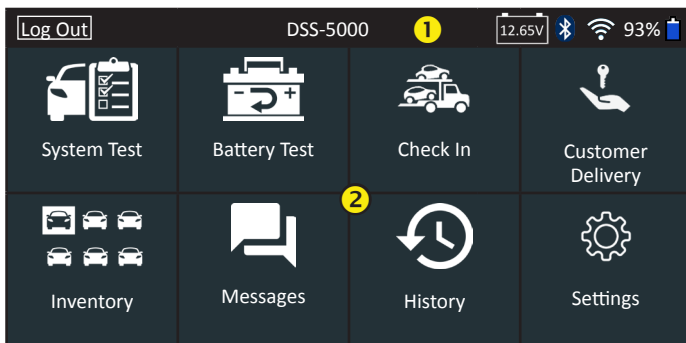 Log Out DSS-5000 1 12.65V 93%
System Test Battery Test Check In Customer
Delivery
2
Inventory Messages History Settings